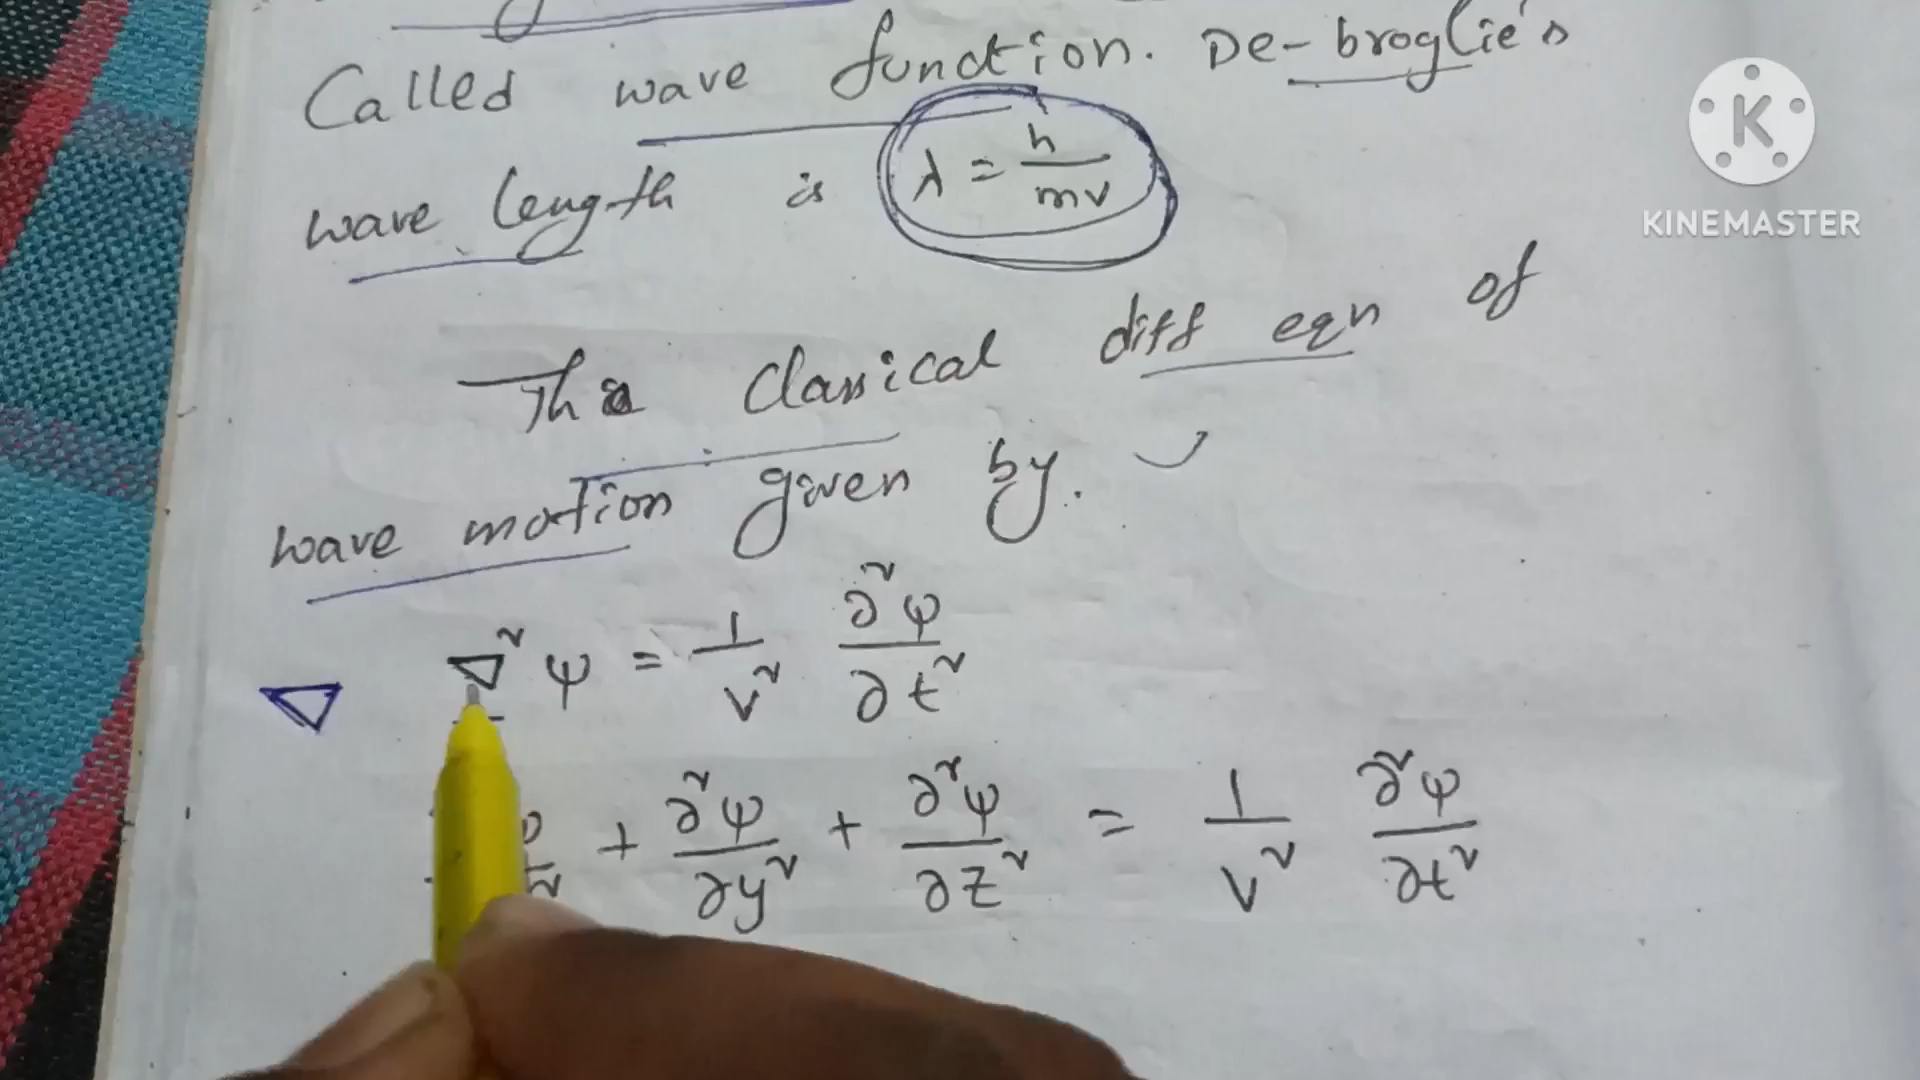 Called wave function. De-broglie's
wave length is λ = h/mv
The Classical diff eqn of
wave motion given by.
∇² ψ = 1/v² ∂²ψ/∂t²
∇
+ ∂²ψ/∂y² + ∂²ψ/∂z² = 1/v² ∂²ψ/∂t²
K
KINEMASTER